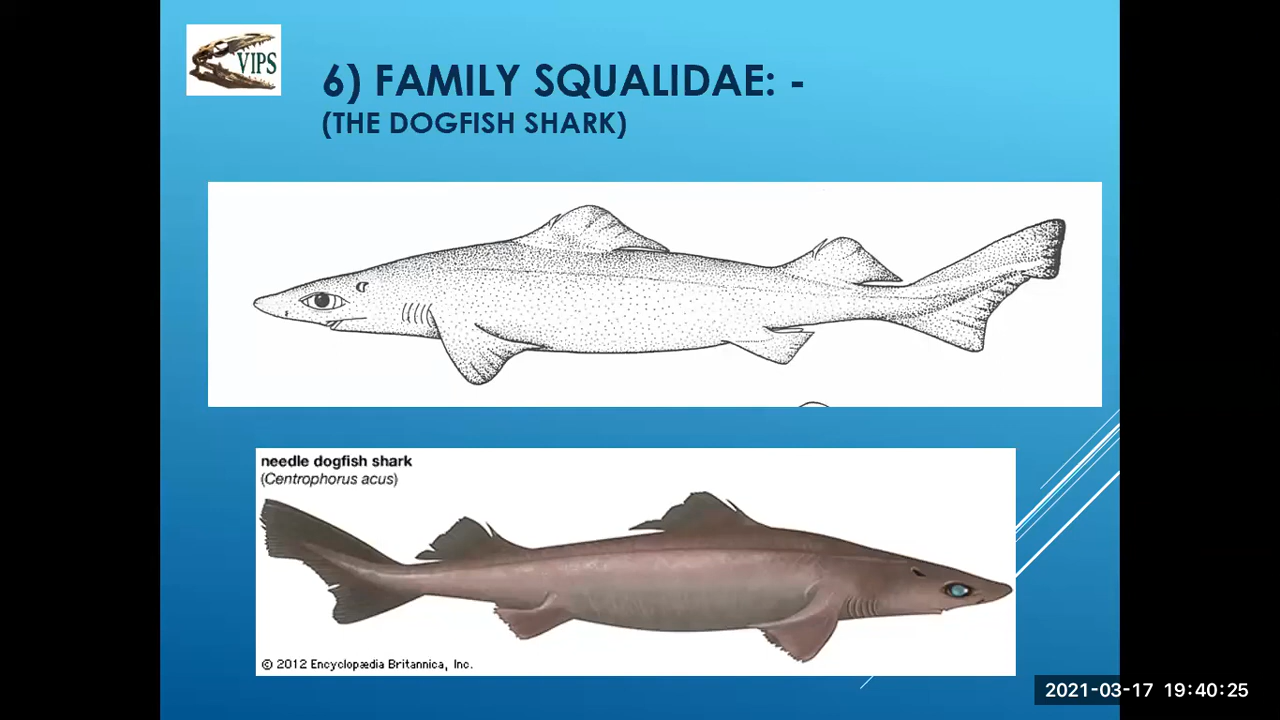 VIPS
6) FAMILY SQUALIDAE: -
(THE DOGFISH SHARK)
needle dogfish shark
(Centrophorus acus)
© 2012 Encyclopædia Britannica, Inc.
2021-03-17 19:40:25